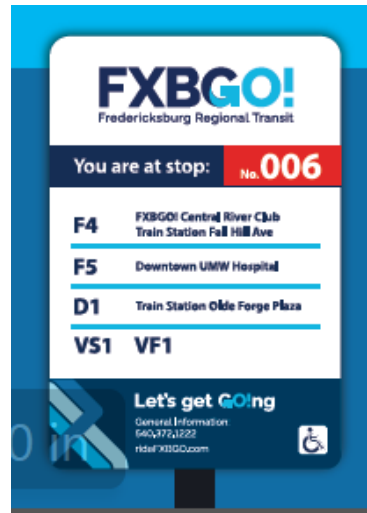 FXBGO!
Fredericksburg Regional Transit
You are at stop: No. 006
F4 FXBGO! Central River Club
Train Station Fall Hill Ave
F5 Downtown UMW Hospital
D1 Train Station Olde Forge Plaza
VS1 VF1
Let's get GO!ng
General Information
540.372.1222
rideFXBGO.com
0 in